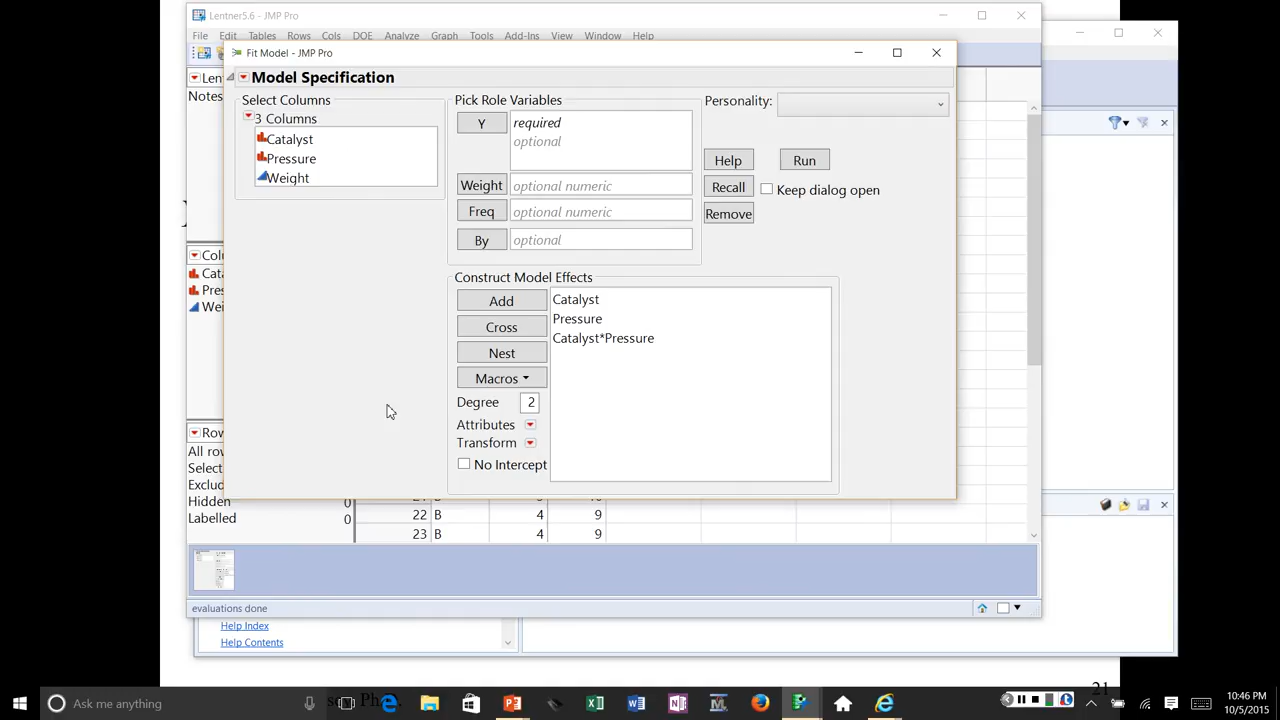 Lentner5.6 - JMP Pro
File Edit Tables Rows Cols DOE Analyze Graph Tools Add-Ins View Window Help
Fit Model - JMP Pro
Len
Notes
Model Specification
Select Columns
3 Columns
Catalyst
Pressure
Weight
Pick Role Variables
Y
required
optional
Weight
optional numeric
Freq
optional numeric
By
optional
Personality:
Help
Run
Recall
Keep dialog open
Remove
Construct Model Effects
Add
Cross
Nest
Macros
Degree 2
Attributes
Transform
No Intercept
Catalyst
Pressure
Catalyst*Pressure
Colu
Cata
Pres
Wei
Row
All row
Select
Exclud
Hidden 0
Labelled 0
22 B 4 9
23 B 4 9
evaluations done
Help Index
Help Contents
21
Ask me anything
10:46 PM
10/5/2015